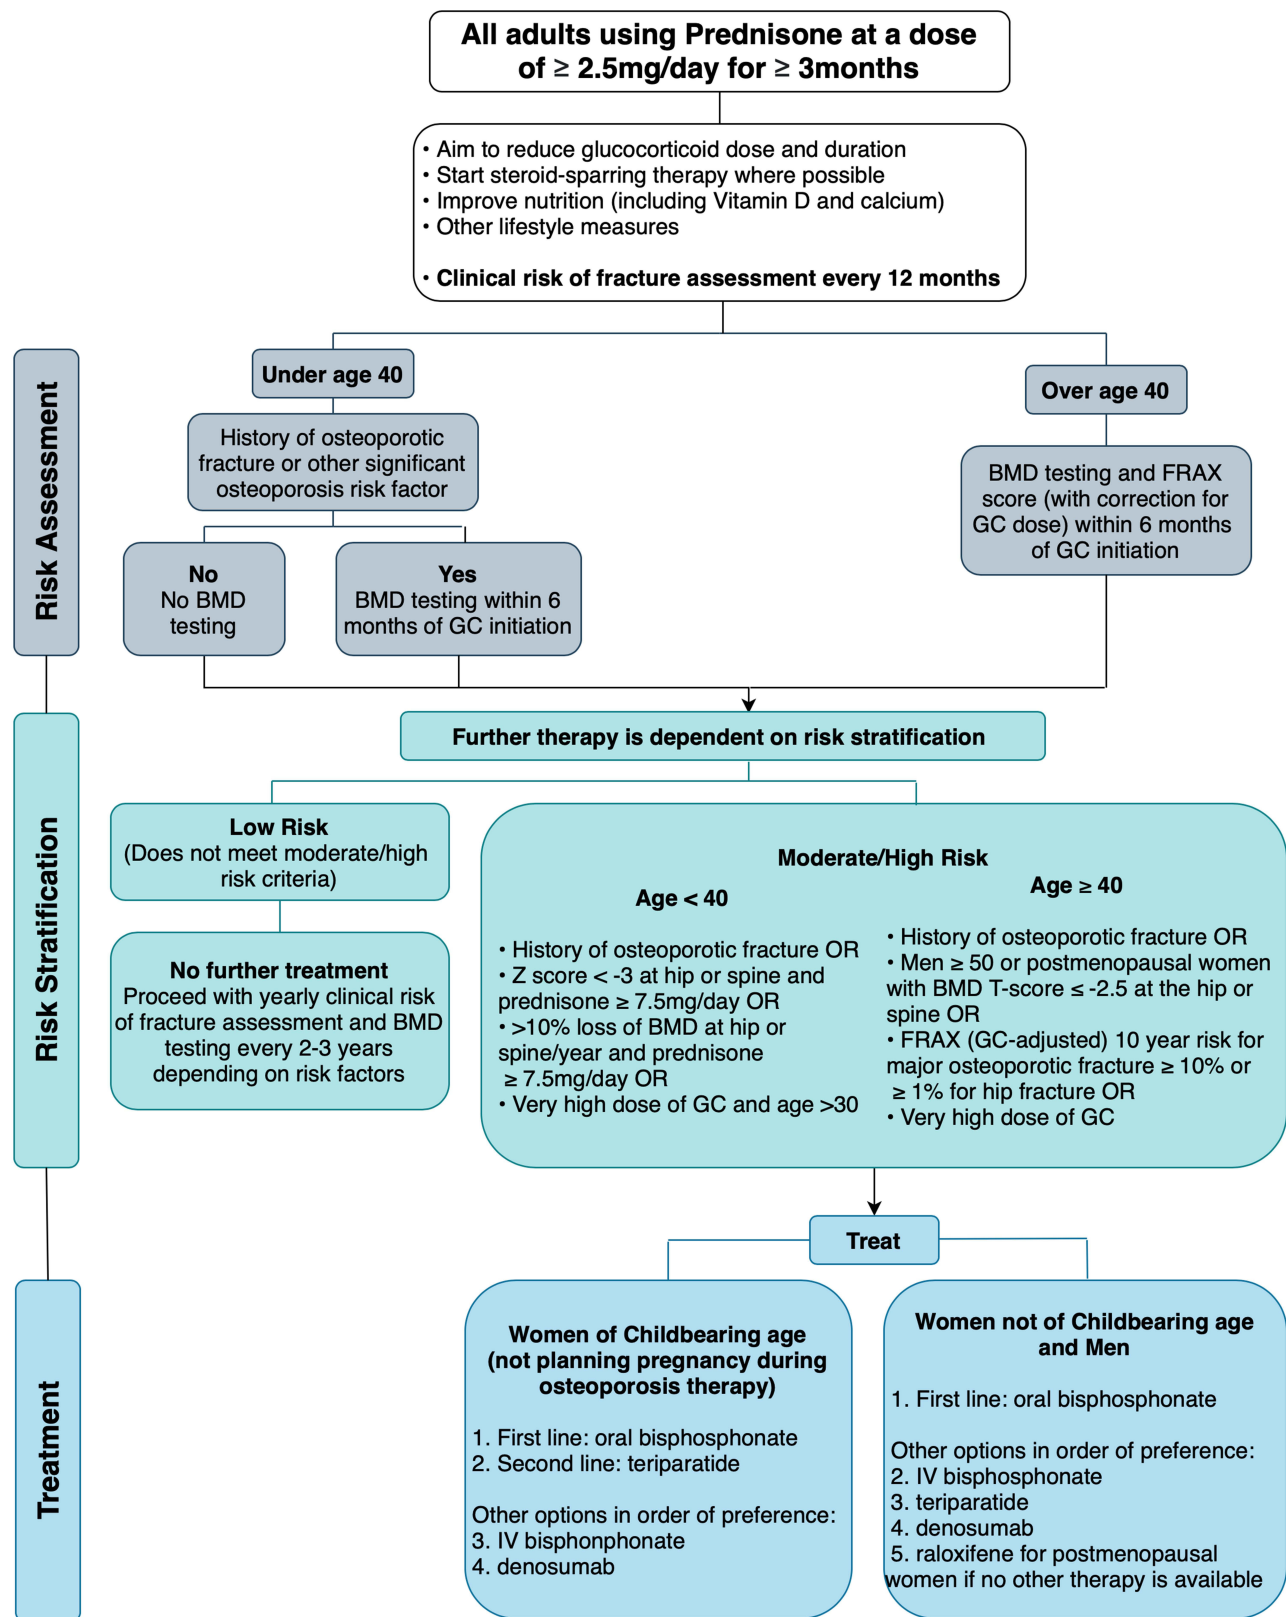 All adults using Prednisone at a dose
of ≥ 2.5mg/day for ≥ 3months
• Aim to reduce glucocorticoid dose and duration
• Start steroid-sparring therapy where possible
• Improve nutrition (including Vitamin D and calcium)
• Other lifestyle measures
• Clinical risk of fracture assessment every 12 months
Risk Assessment
Under age 40
History of osteoporotic
fracture or other significant
osteoporosis risk factor
No
No BMD
testing
Yes
BMD testing within 6
months of GC initiation
Over age 40
BMD testing and FRAX
score (with correction for
GC dose) within 6 months
of GC initiation
Risk Stratification
Further therapy is dependent on risk stratification
Low Risk
(Does not meet moderate/high
risk criteria)
No further treatment
Proceed with yearly clinical risk
of fracture assessment and BMD
testing every 2-3 years
depending on risk factors
Moderate/High Risk
Age < 40
• History of osteoporotic fracture OR
• Z score < -3 at hip or spine and
prednisone ≥ 7.5mg/day OR
• >10% loss of BMD at hip or
spine/year and prednisone
≥ 7.5mg/day OR
• Very high dose of GC and age >30
Age ≥ 40
• History of osteoporotic fracture OR
• Men ≥ 50 or postmenopausal women
with BMD T-score ≤ -2.5 at the hip or
spine OR
• FRAX (GC-adjusted) 10 year risk for
major osteoporotic fracture ≥ 10% or
≥ 1% for hip fracture OR
• Very high dose of GC
Treatment
Treat
Women of Childbearing age
(not planning pregnancy during
osteoporosis therapy)
1. First line: oral bisphosphonate
2. Second line: teriparatide
Other options in order of preference:
3. IV bisphonphonate
4. denosumab
Women not of Childbearing age
and Men
1. First line: oral bisphosphonate
Other options in order of preference:
2. IV bisphosphonate
3. teriparatide
4. denosumab
5. raloxifene for postmenopausal
women if no other therapy is available